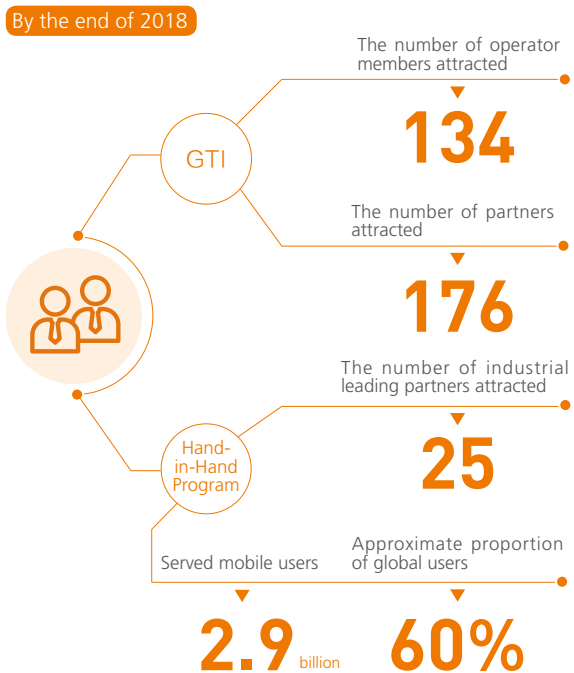 By the end of 2018
The number of operator
members attracted
134
GTI
The number of partners
attracted
176
The number of industrial
leading partners attracted
25
Hand-
in-Hand
Program
Served mobile users
2.9 billion
Approximate proportion
of global users
60%